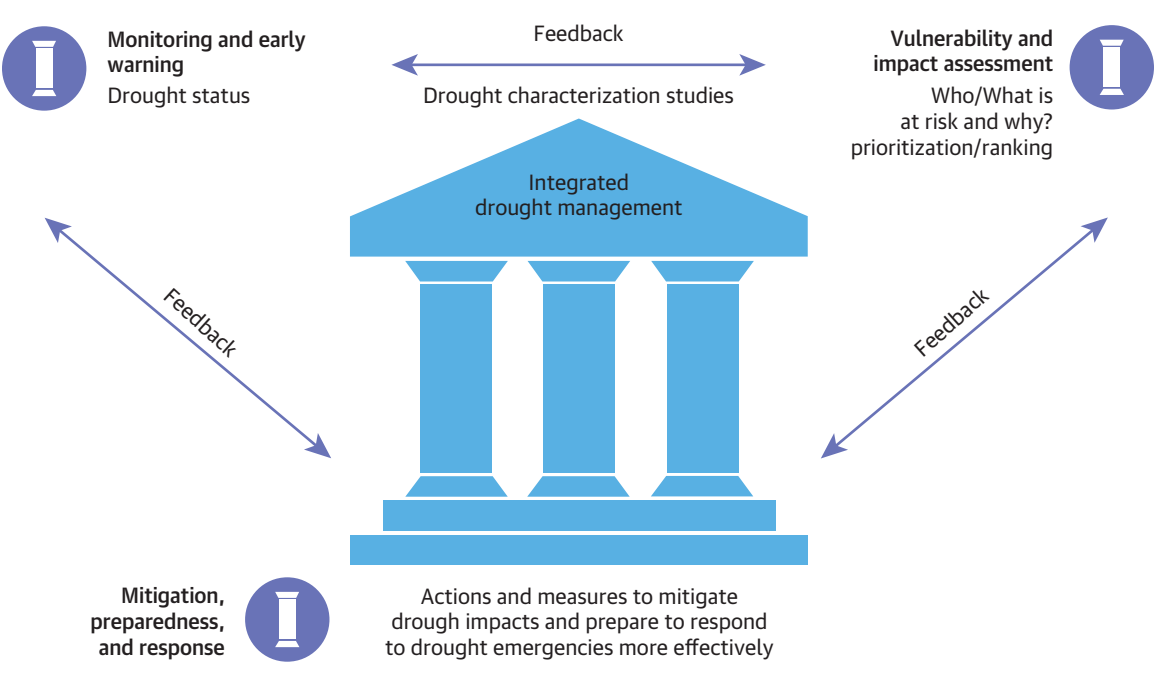 Monitoring and early
warning
Drought status
Feedback
Drought characterization studies
Vulnerability and
impact assessment
Who/What is
at risk and why?
prioritization/ranking
Integrated
drought management
Feedback
Feedback
Mitigation,
preparedness,
and response
Actions and measures to mitigate
drough impacts and prepare to respond
to drought emergencies more effectively